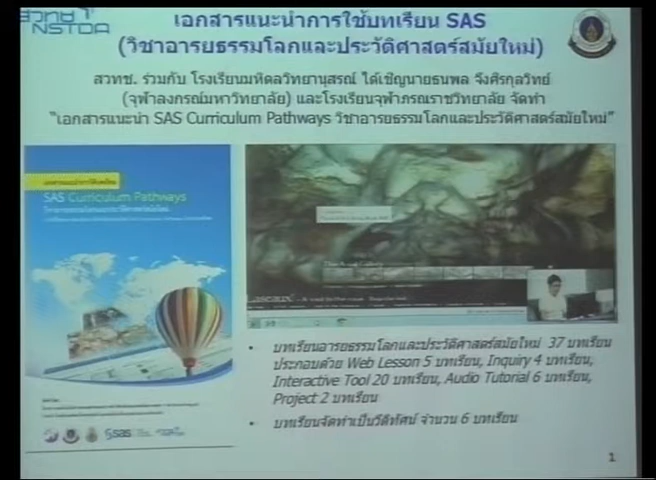 สวทช
NSTDA
เอกสารแนะนำการใช้บทเรียน SAS
(วิชาอารยธรรมโลกและประวัติศาสตร์สมัยใหม่)
สวทช. ร่วมกับ โรงเรียนมหิดลวิทยานุสรณ์ ได้เชิญนายธนพล จึงศิรกุลวิทย์
(จุฬาลงกรณ์มหาวิทยาลัย) และโรงเรียนจุฬาภรณราชวิทยาลัย จัดทำ
"เอกสารแนะนำ SAS Curriculum Pathways วิชาอารยธรรมโลกและประวัติศาสตร์สมัยใหม่"
SAS Curriculum Pathways
sas
• บทเรียนอารยธรรมโลกและประวัติศาสตร์สมัยใหม่ 37 บทเรียน
ประกอบด้วย Web Lesson 5 บทเรียน, Inquiry 4 บทเรียน,
Interactive Tool 20 บทเรียน, Audio Tutorial 6 บทเรียน,
Project 2 บทเรียน
• บทเรียนจัดทำเป็นวีดิทัศน์ จำนวน 6 บทเรียน
1